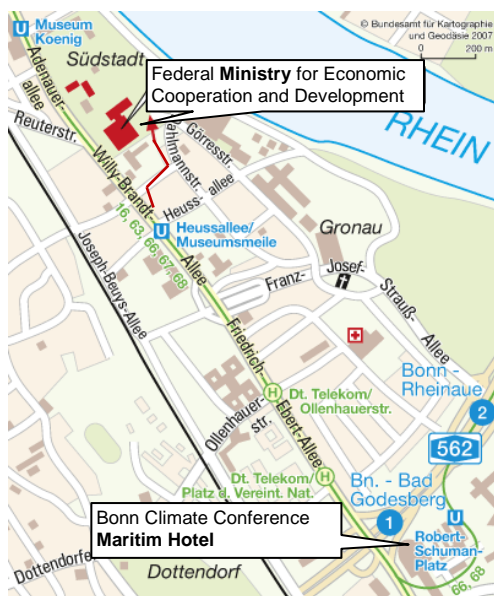 © Bundesamt für Kartographie
und Geodäsie 2007
0 200 m
U Museum
Koenig
Südstadt
Adenauer-
allee
Federal Ministry for Economic
Cooperation and Development
RHEIN
Reuterstr.
ahlmannstr.
Görresstr.
Willy-Brandt-
Heuss-allee
16, 63, 66, 67, 68
U Heussallee/
Museumsmeile
Gronau
Joseph-Beuys-Allee
Allee
Franz-
Josef-
Strauß-
Allee
Friedrich-
Bonn -
Rheinaue
2
H Dt. Telekom/
Ollenhauerstr.
Ollenhauer-
str.
Ebert-Allee
562
Dt. Telekom/
Platz d. Vereint. Nat.
H
Bn. - Bad
Godesberg
1
Bonn Climate Conference
Maritim Hotel
U
Robert-
Schuman-
Platz
Dottendorfe
Dottendorf
66, 68